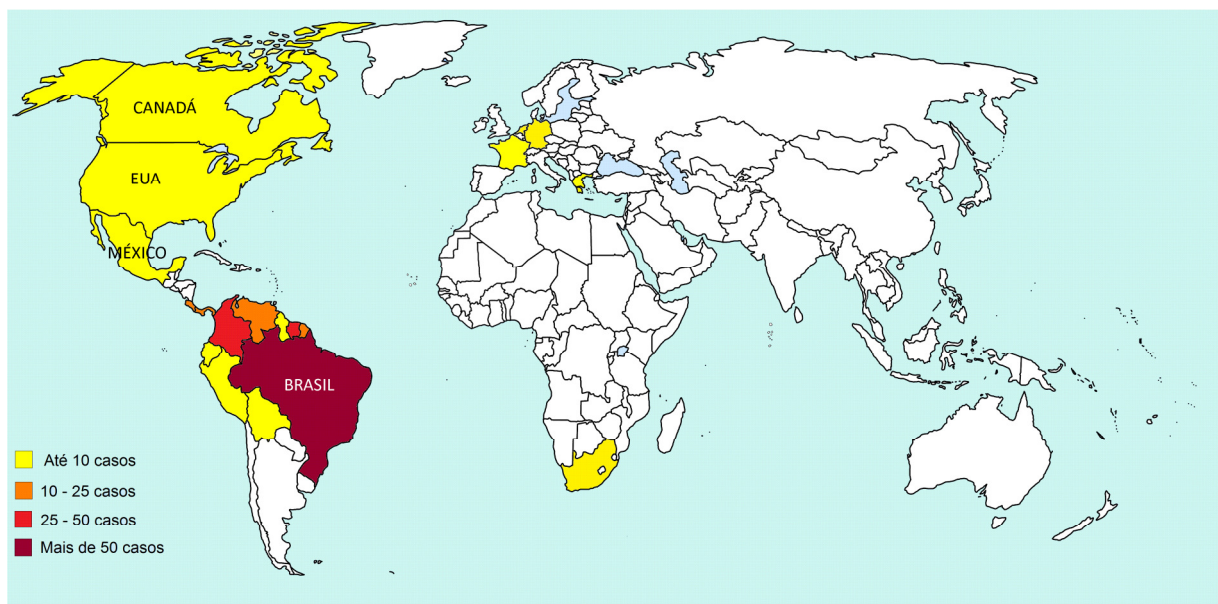 CANADÁ
EUA
MÉXICO
BRASIL
Até 10 casos
10 - 25 casos
25 - 50 casos
Mais de 50 casos